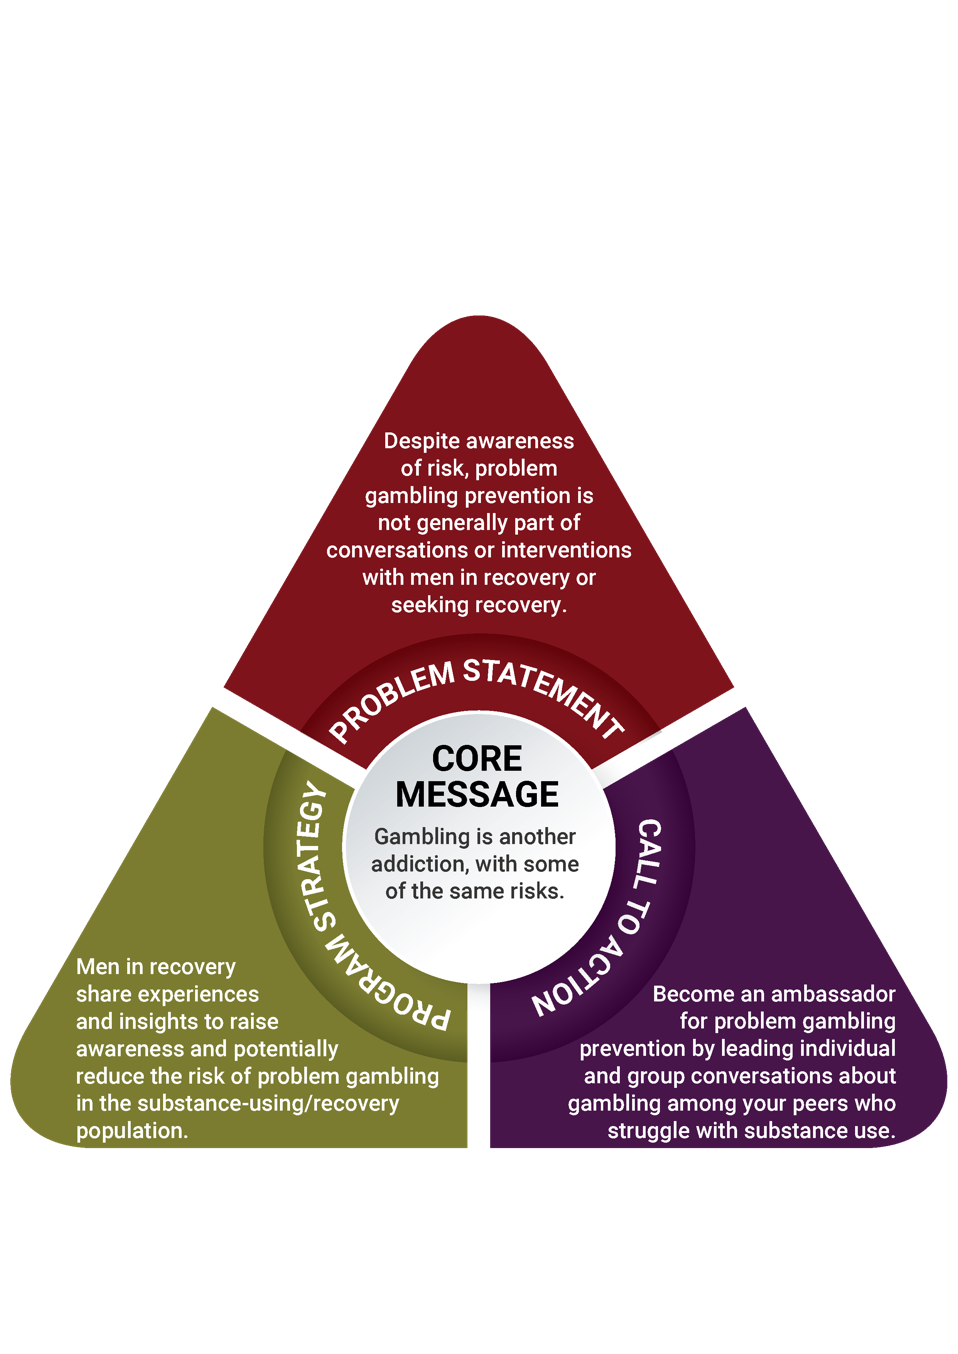 Despite awareness
of risk, problem
gambling prevention is
not generally part of
conversations or interventions
with men in recovery or
seeking recovery.
PROBLEM STATEMENT
CORE
MESSAGE
Gambling is another
addiction, with some
of the same risks.
PROGRAM STRATEGY
Men in recovery
share experiences
and insights to raise
awareness and potentially
reduce the risk of problem gambling
in the substance-using/recovery
population.
CALL TO ACTION
Become an ambassador
for problem gambling
prevention by leading individual
and group conversations about
gambling among your peers who
struggle with substance use.